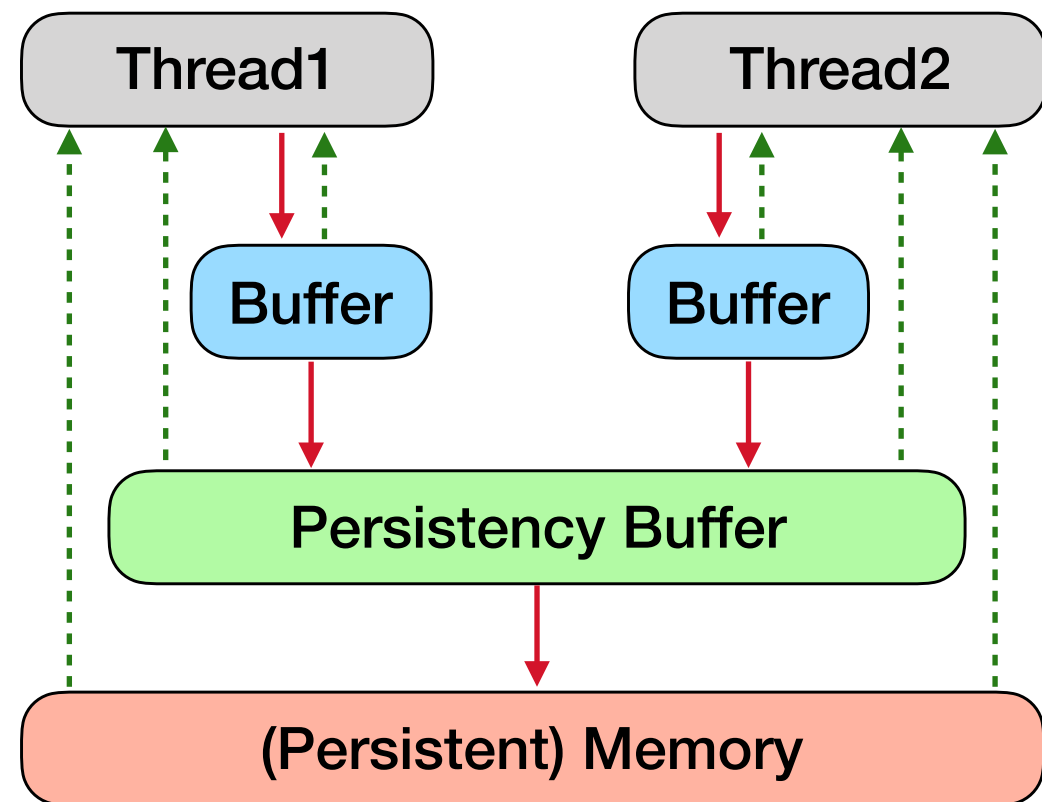 Thread1
Thread2
Buffer
Buffer
Persistency Buffer
(Persistent) Memory